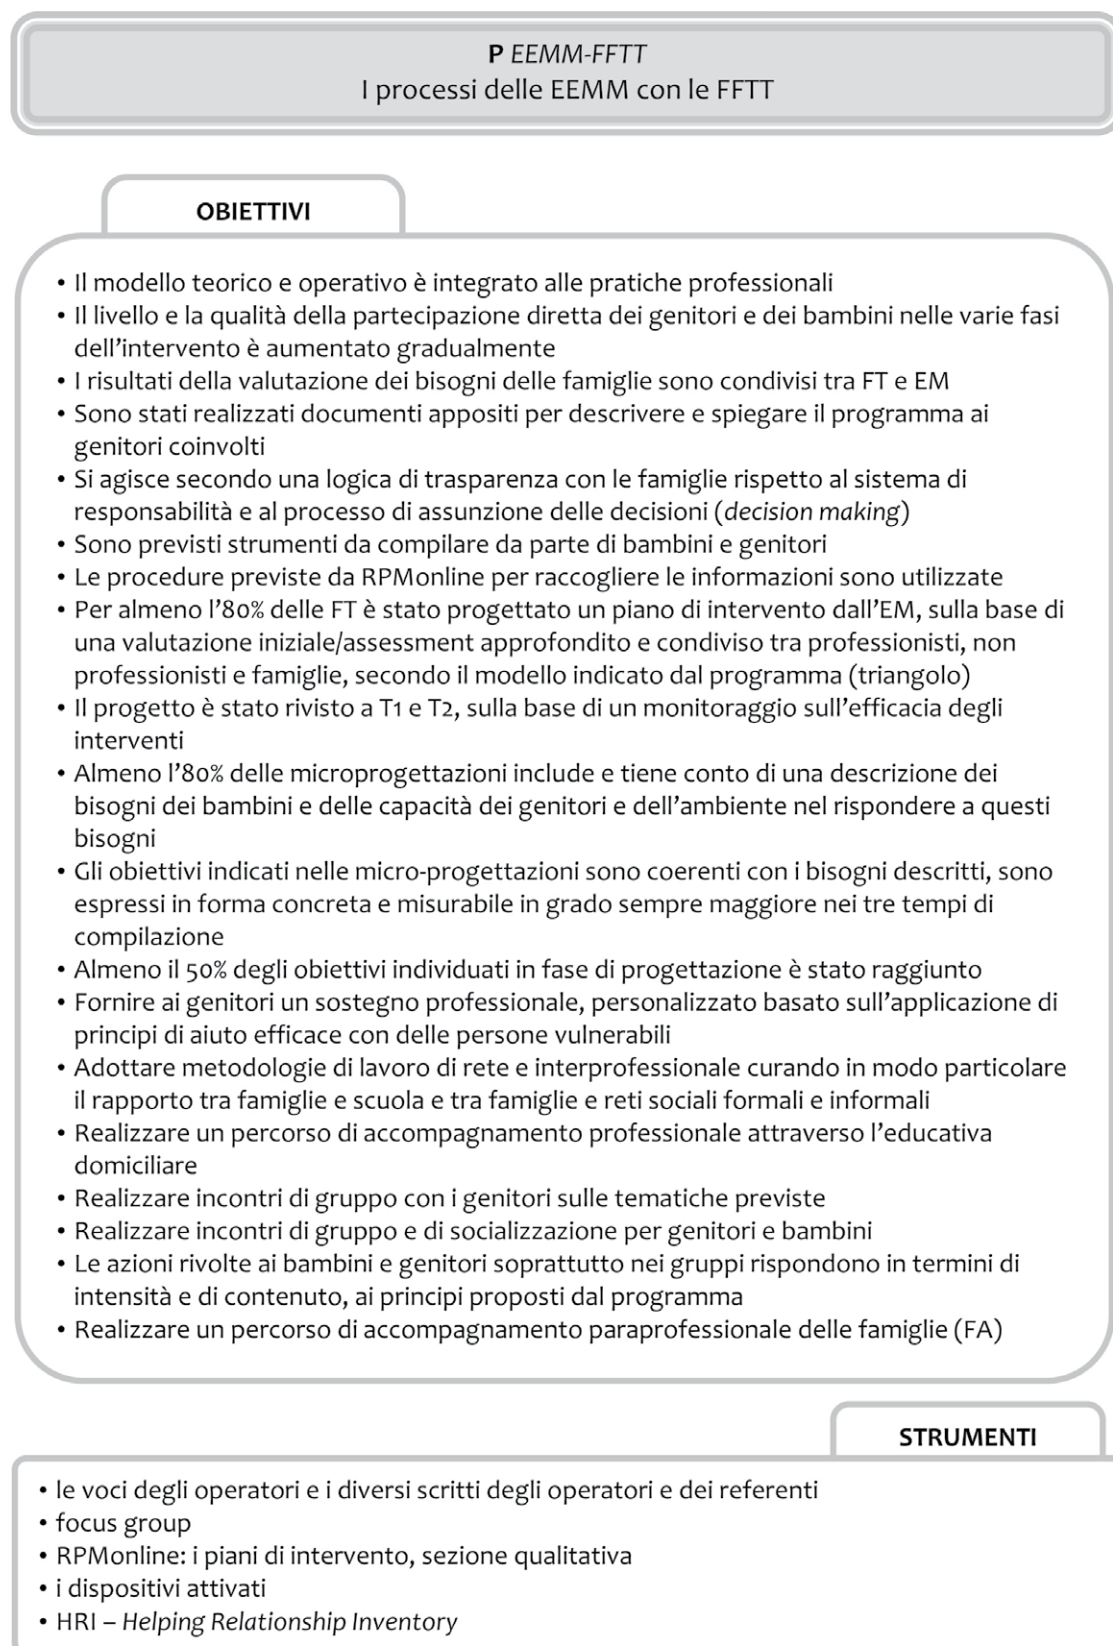 P EEMM-FFTT
I processi delle EEMM con le FFTT
OBIETTIVI
• Il modello teorico e operativo è integrato alle pratiche professionali
• Il livello e la qualità della partecipazione diretta dei genitori e dei bambini nelle varie fasi
dell'intervento è aumentato gradualmente
• I risultati della valutazione dei bisogni delle famiglie sono condivisi tra FT e EM
• Sono stati realizzati documenti appositi per descrivere e spiegare il programma ai
genitori coinvolti
• Si agisce secondo una logica di trasparenza con le famiglie rispetto al sistema di
responsabilità e al processo di assunzione delle decisioni (decision making)
• Sono previsti strumenti da compilare da parte di bambini e genitori
• Le procedure previste da RPMonline per raccogliere le informazioni sono utilizzate
• Per almeno l'80% delle FT è stato progettato un piano di intervento dall'EM, sulla base di
una valutazione iniziale/assessment approfondito e condiviso tra professionisti, non
professionisti e famiglie, secondo il modello indicato dal programma (triangolo)
• Il progetto è stato rivisto a T1 e T2, sulla base di un monitoraggio sull'efficacia degli
interventi
• Almeno l'80% delle microprogettazioni include e tiene conto di una descrizione dei
bisogni dei bambini e delle capacità dei genitori e dell'ambiente nel rispondere a questi
bisogni
• Gli obiettivi indicati nelle micro-progettazioni sono coerenti con i bisogni descritti, sono
espressi in forma concreta e misurabile in grado sempre maggiore nei tre tempi di
compilazione
• Almeno il 50% degli obiettivi individuati in fase di progettazione è stato raggiunto
• Fornire ai genitori un sostegno professionale, personalizzato basato sull'applicazione di
principi di aiuto efficace con delle persone vulnerabili
• Adottare metodologie di lavoro di rete e interprofessionale curando in modo particolare
il rapporto tra famiglie e scuola e tra famiglie e reti sociali formali e informali
• Realizzare un percorso di accompagnamento professionale attraverso l'educativa
domiciliare
• Realizzare incontri di gruppo con i genitori sulle tematiche previste
• Realizzare incontri di gruppo e di socializzazione per genitori e bambini
• Le azioni rivolte ai bambini e genitori soprattutto nei gruppi rispondono in termini di
intensità e di contenuto, ai principi proposti dal programma
• Realizzare un percorso di accompagnamento paraprofessionale delle famiglie (FA)
STRUMENTI
• le voci degli operatori e i diversi scritti degli operatori e dei referenti
• focus group
• RPMonline: i piani di intervento, sezione qualitativa
• i dispositivi attivati
• HRI – Helping Relationship Inventory